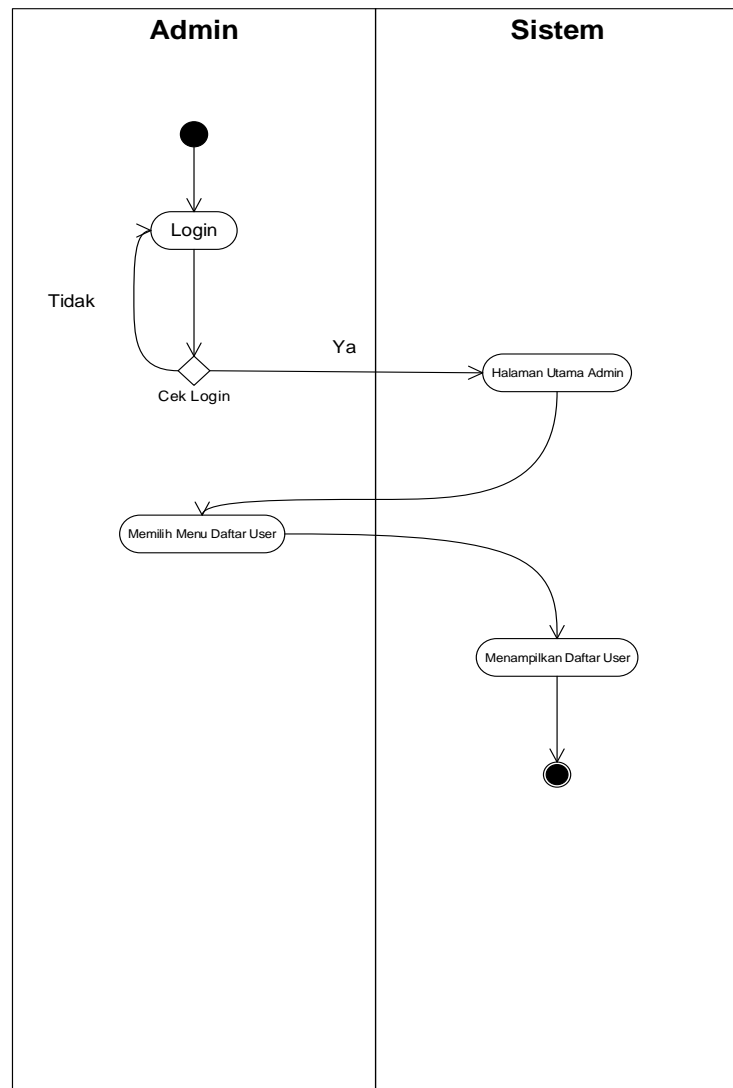 Admin
Sistem
Login
Tidak
Ya
Cek Login
Halaman Utama Admin
Memilih Menu Daftar User
Menampilkan Daftar User